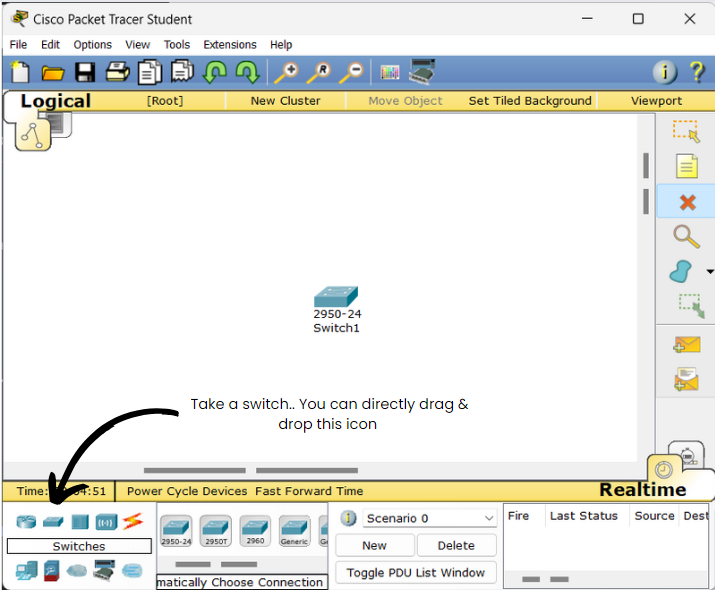 Cisco Packet Tracer Student
File Edit Options View Tools Extensions Help
R
i ?
Logical [Root] New Cluster Move Object Set Tiled Background Viewport
2950-24
Switch1
Take a switch.. You can directly drag &
drop this icon
Time: 04:51 Power Cycle Devices Fast Forward Time Realtime
Switches
2950-24 2950T 2960 Generic
matically Choose Connection
i Scenario 0
New Delete
Toggle PDU List Window
Fire Last Status Source Dest